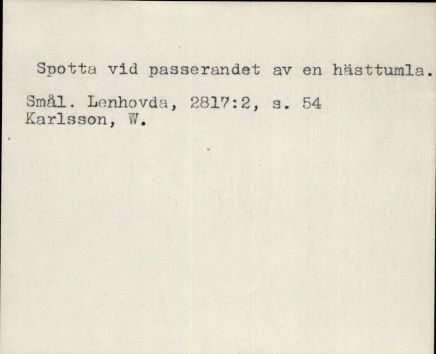 Spotta vid passerandet av en hästtumla.
Smål. Lenhovda, 2817:2, s. 54
Karlsson, W.